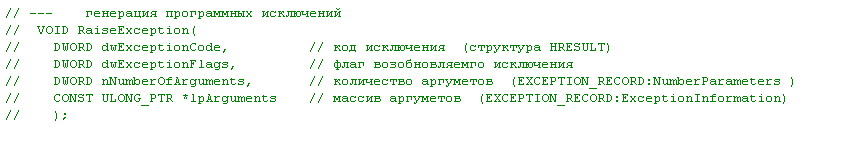 // ---    генерация программных исключений
//  VOID RaiseException(
//    DWORD dwExceptionCode,          // код исключения  (структура HRESULT)
//    DWORD dwExceptionFlags,         // флаг возобновляемго исключения
//    DWORD nNumberOfArguments,       // количество аргуметов  (EXCEPTION_RECORD:NumberParameters )
//    CONST ULONG_PTR *lpArguments    // массив аргуметов  (EXCEPTION_RECORD:ExceptionInformation)
//    );